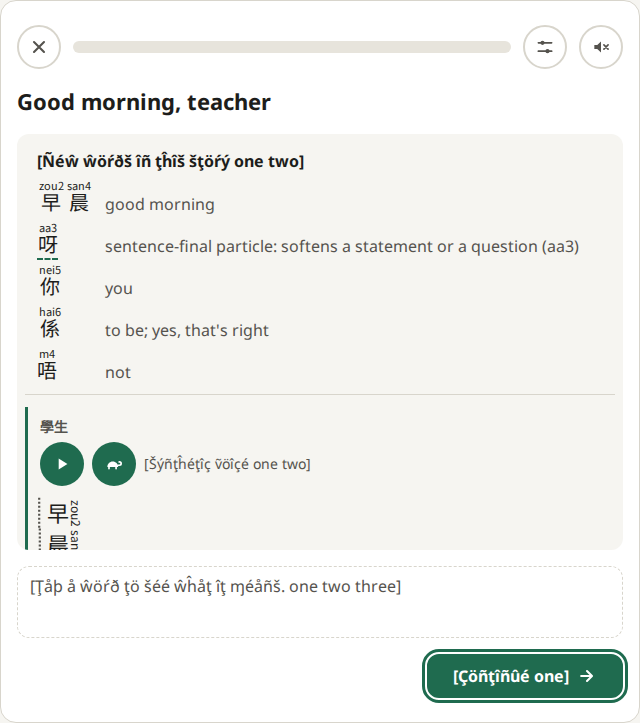 Good morning, teacher
[Ñéŵ ŵöŕðš îñ ţĥîš šţöŕý one two]
zou2 san4
早 晨 good morning
aa3
呀 sentence-final particle: softens a statement or a question (aa3)
nei5
你 you
hai6
係 to be; yes, that's right
m4
唔 not
學生
[Šýñţĥéţîç ṽöîçé one two]
早晨
zou2 san
[Ţåþ å ŵöŕð ţö šéé ŵĥåţ îţ ɱéåñš. one two three]
[Çöñţîñûé one]